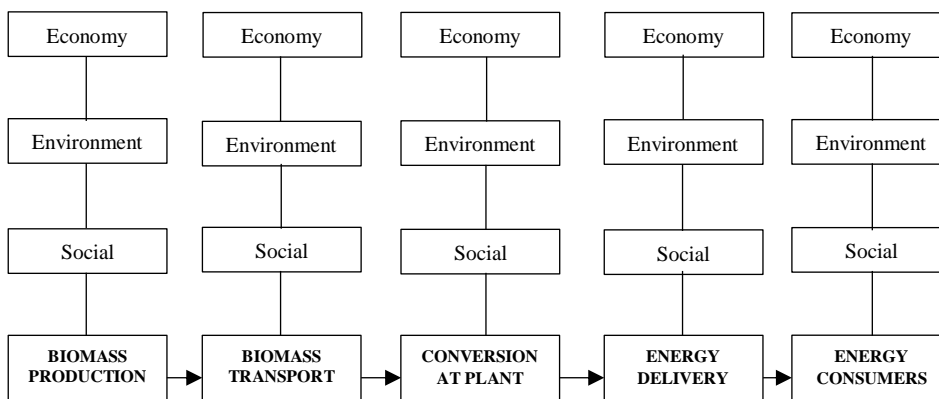 Economy
Economy
Economy
Economy
Economy
Environment
Environment
Environment
Environment
Environment
Social
Social
Social
Social
Social
BIOMASS
PRODUCTION
BIOMASS
TRANSPORT
CONVERSION
AT PLANT
ENERGY
DELIVERY
ENERGY
CONSUMERS